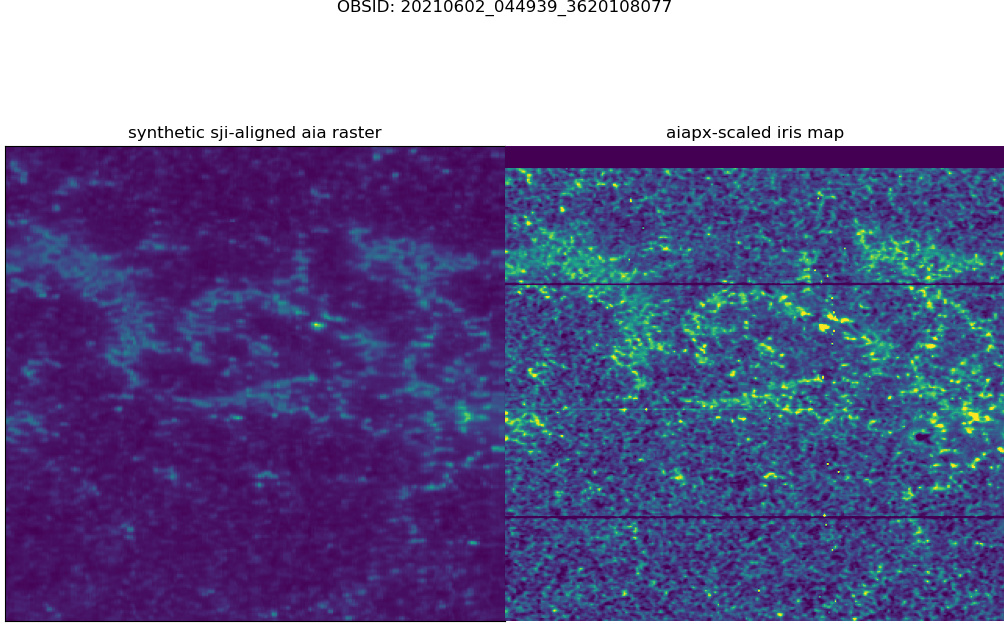 OBSID: 20210602_044939_3620108077
synthetic sji-aligned aia raster
aiapx-scaled iris map